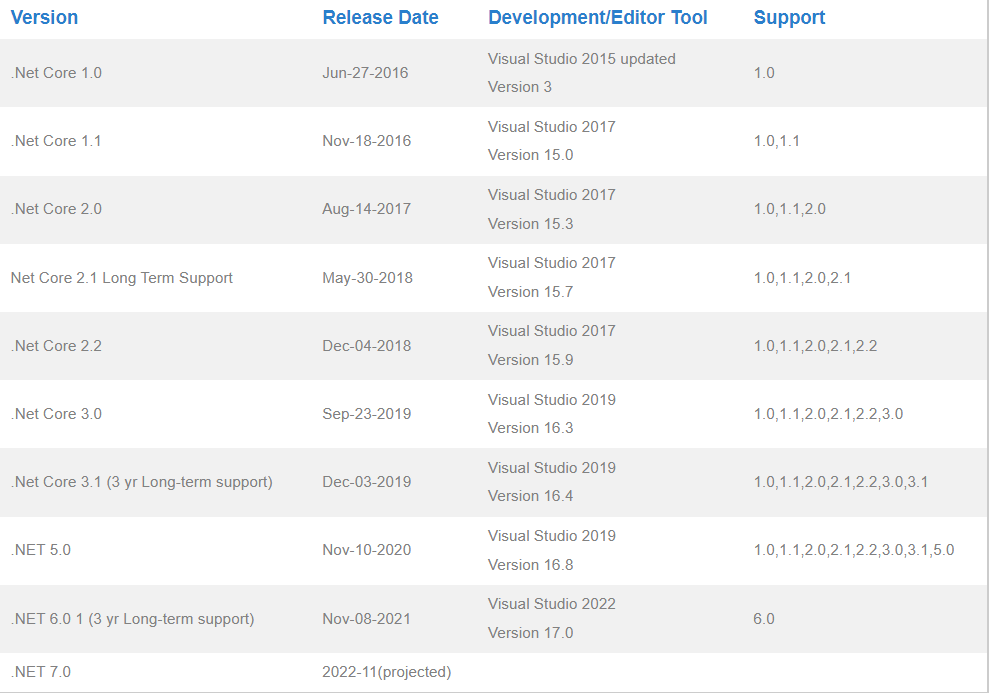 Version Release Date Development/Editor Tool Support
.Net Core 1.0 Jun-27-2016 Visual Studio 2015 updated
Version 3 1.0
.Net Core 1.1 Nov-18-2016 Visual Studio 2017
Version 15.0 1.0,1.1
.Net Core 2.0 Aug-14-2017 Visual Studio 2017
Version 15.3 1.0,1.1,2.0
Net Core 2.1 Long Term Support May-30-2018 Visual Studio 2017
Version 15.7 1.0,1.1,2.0,2.1
.Net Core 2.2 Dec-04-2018 Visual Studio 2017
Version 15.9 1.0,1.1,2.0,2.1,2.2
.Net Core 3.0 Sep-23-2019 Visual Studio 2019
Version 16.3 1.0,1.1,2.0,2.1,2.2,3.0
.Net Core 3.1 (3 yr Long-term support) Dec-03-2019 Visual Studio 2019
Version 16.4 1.0,1.1,2.0,2.1,2.2,3.0,3.1
.NET 5.0 Nov-10-2020 Visual Studio 2019
Version 16.8 1.0,1.1,2.0,2.1,2.2,3.0,3.1,5.0
.NET 6.0 1 (3 yr Long-term support) Nov-08-2021 Visual Studio 2022
Version 17.0 6.0
.NET 7.0 2022-11(projected)